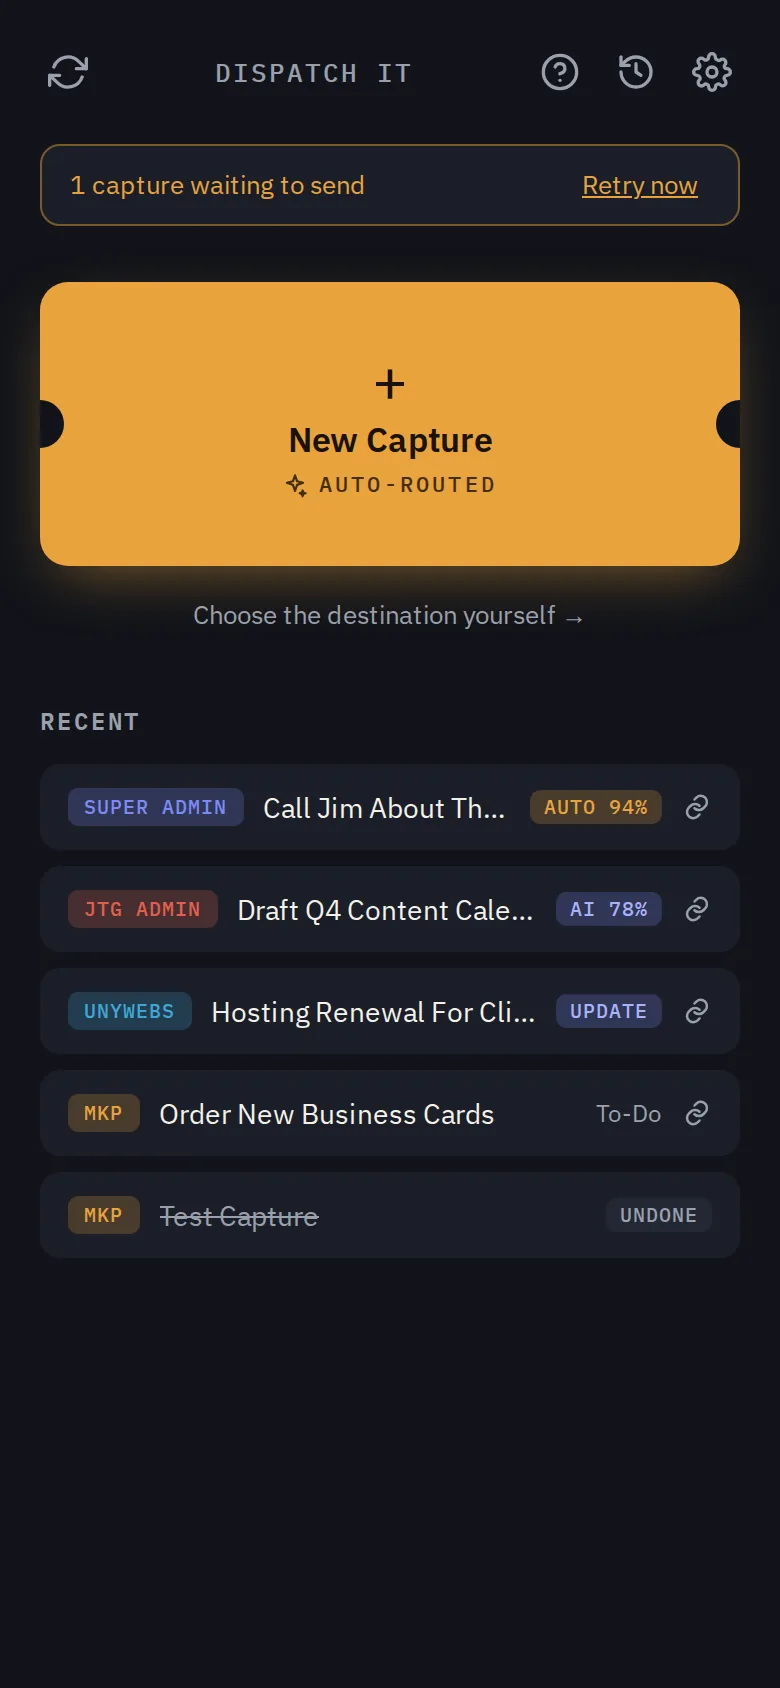 DISPATCH IT
1 capture waiting to send Retry now
+
New Capture
AUTO-ROUTED
Choose the destination yourself →
RECENT
SUPER ADMIN Call Jim About Th... AUTO 94%
JTG ADMIN Draft Q4 Content Cale... AI 78%
UNYWEBS Hosting Renewal For Cli... UPDATE
MKP Order New Business Cards To-Do
MKP Test Capture UNDONE